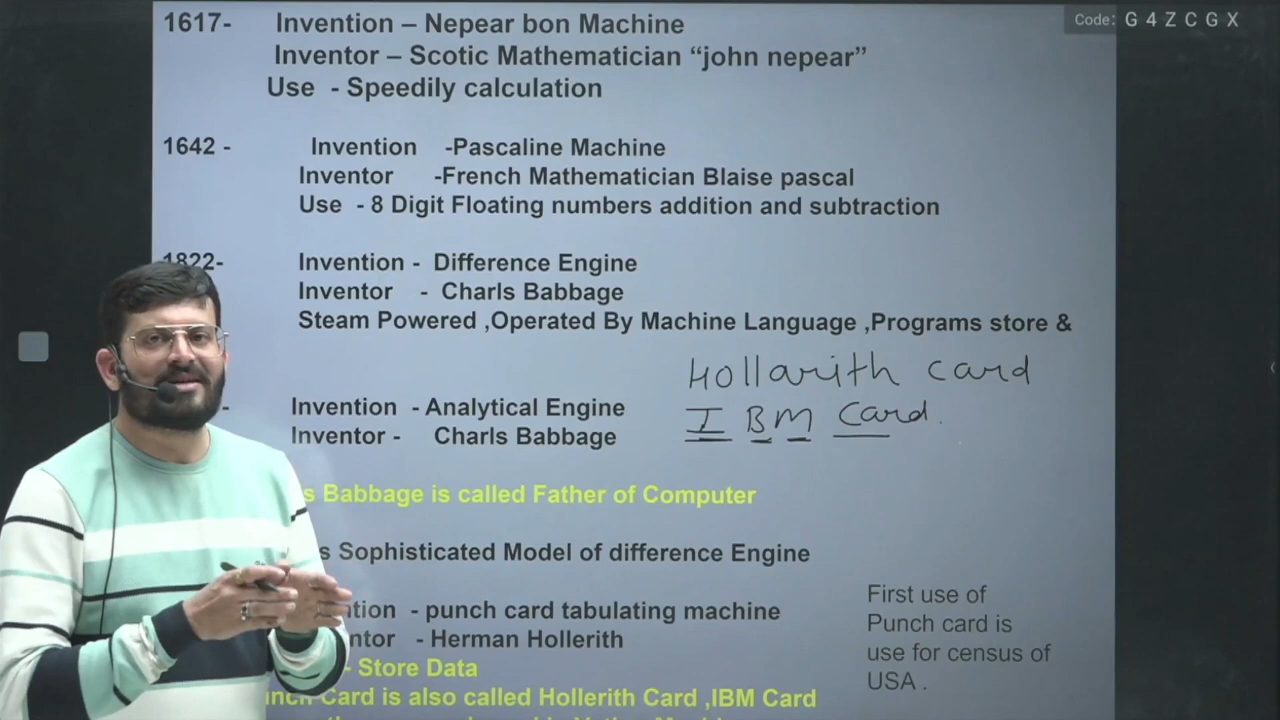 Code: G 4 Z C G X
1617- Invention – Nepear bon Machine
Inventor – Scotic Mathematician “john nepear”
Use - Speedily calculation
1642 - Invention -Pascaline Machine
Inventor -French Mathematician Blaise pascal
Use - 8 Digit Floating numbers addition and subtraction
1822- Invention - Difference Engine
Inventor - Charls Babbage
Steam Powered ,Operated By Machine Language ,Programs store &
Hollarith card
- Invention - Analytical Engine
IBM Card.
Inventor - Charls Babbage
s Babbage is called Father of Computer
s Sophisticated Model of difference Engine
ntion - punch card tabulating machine
ntor - Herman Hollerith
- Store Data
Card is also called Hollerith Card ,IBM Card
First use of
Punch card is
use for census of
USA .